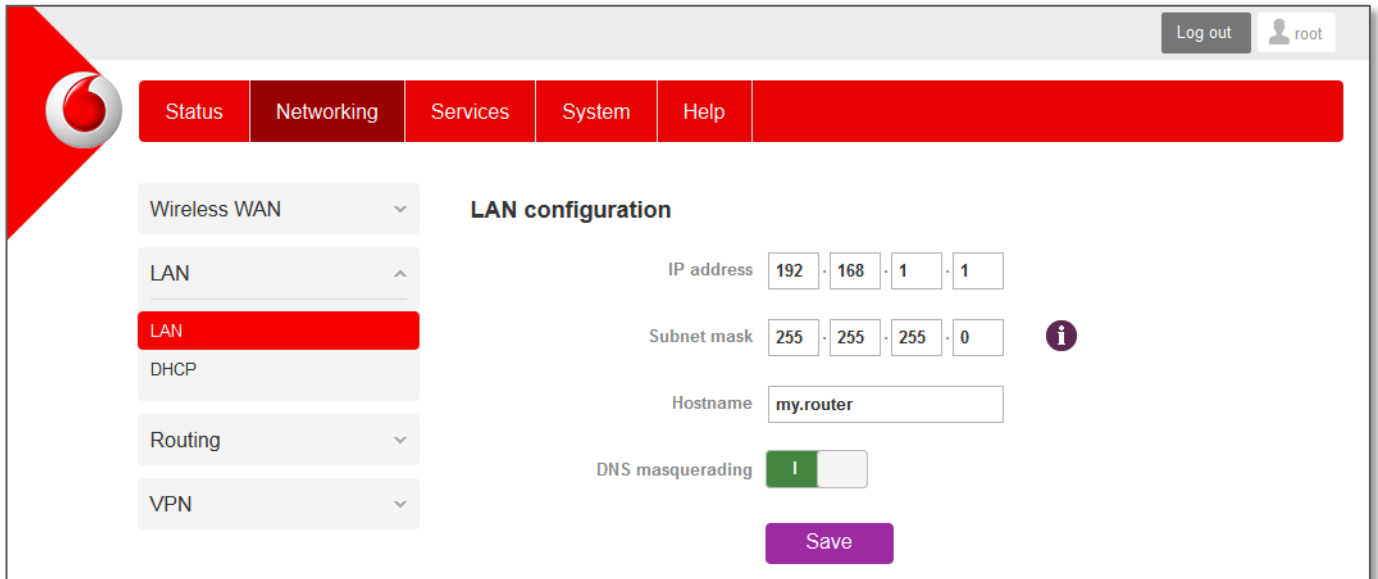 Log out root
Status Networking Services System Help
Wireless WAN
LAN
LAN
DHCP
Routing
VPN
LAN configuration
IP address 192 . 168 . 1 . 1
Subnet mask 255 . 255 . 255 . 0
Hostname my.router
DNS masquerading I
Save